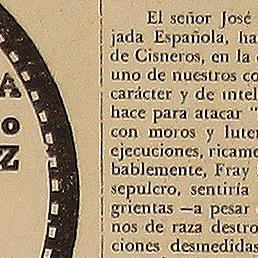 A
o
Z
El señor José
jada Española, ha
de Cisneros, en la
uno de nuestros co
carácter y de intel
hace para atacar "
con moros y luter
ejecuciones, ricame
bablemente, Fray
sepulcro, sentiría
grientas —a pesar
nos de raza destro
ciones desmedidas